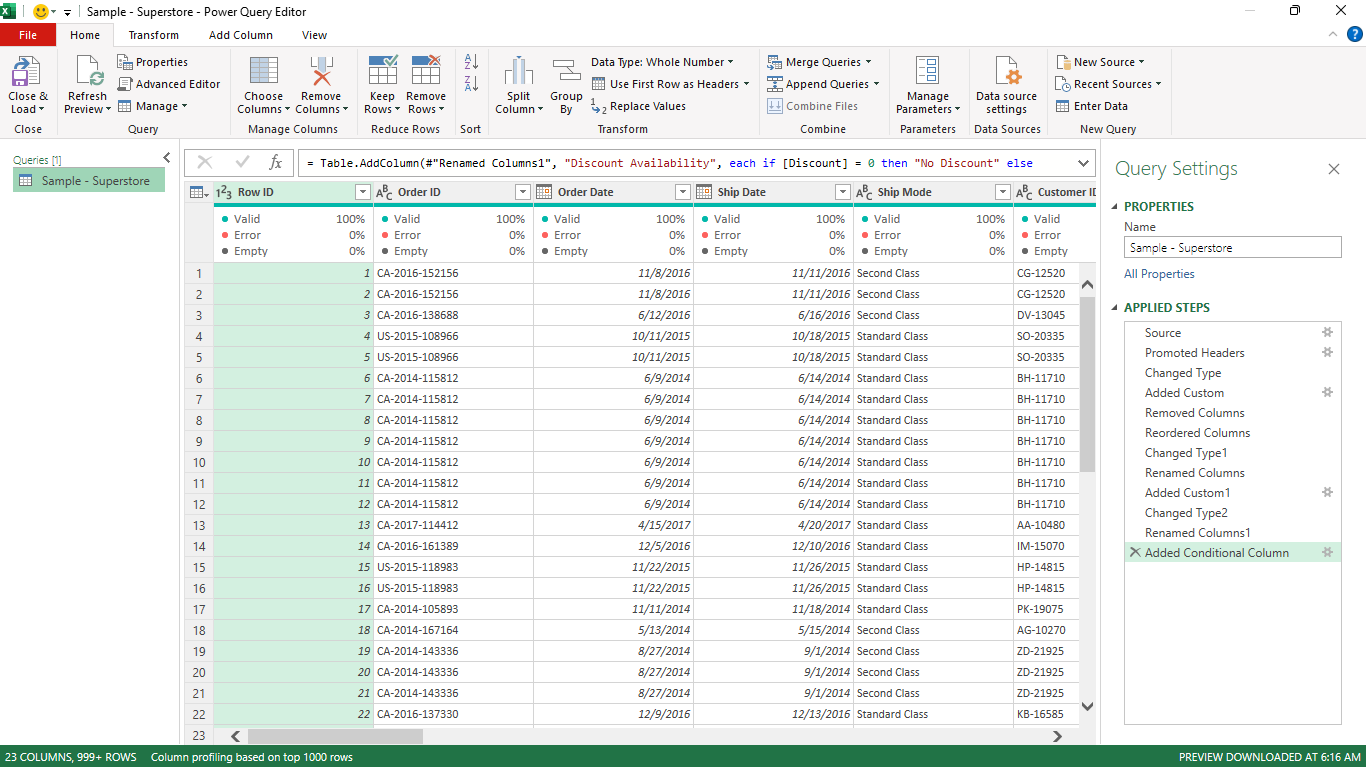 Sample - Superstore - Power Query Editor
File Home Transform Add Column View
Close & Load
Close
Refresh Preview
Properties
Advanced Editor
Manage
Query
Choose Columns
Remove Columns
Manage Columns
Keep Rows
Remove Rows
Reduce Rows
Sort
Split Column
Group By
Data Type: Whole Number
Use First Row as Headers
Replace Values
Transform
Merge Queries
Append Queries
Combine Files
Combine
Manage Parameters
Parameters
Data source settings
Data Sources
New Source
Recent Sources
Enter Data
New Query
Queries [1]
Sample - Superstore
fx = Table.AddColumn(#"Renamed Columns1", "Discount Availability", each if [Discount] = 0 then "No Discount" else
1²3 Row ID ABC Order ID Order Date Ship Date ABC Ship Mode ABC Customer ID
Valid 100% Valid 100% Valid 100% Valid 100% Valid 100% Valid
Error 0% Error 0% Error 0% Error 0% Error 0% Error
Empty 0% Empty 0% Empty 0% Empty 0% Empty 0% Empty
1 1 CA-2016-152156 11/8/2016 11/11/2016 Second Class CG-12520
2 2 CA-2016-152156 11/8/2016 11/11/2016 Second Class CG-12520
3 3 CA-2016-138688 6/12/2016 6/16/2016 Second Class DV-13045
4 4 US-2015-108966 10/11/2015 10/18/2015 Standard Class SO-20335
5 5 US-2015-108966 10/11/2015 10/18/2015 Standard Class SO-20335
6 6 CA-2014-115812 6/9/2014 6/14/2014 Standard Class BH-11710
7 7 CA-2014-115812 6/9/2014 6/14/2014 Standard Class BH-11710
8 8 CA-2014-115812 6/9/2014 6/14/2014 Standard Class BH-11710
9 9 CA-2014-115812 6/9/2014 6/14/2014 Standard Class BH-11710
10 10 CA-2014-115812 6/9/2014 6/14/2014 Standard Class BH-11710
11 11 CA-2014-115812 6/9/2014 6/14/2014 Standard Class BH-11710
12 12 CA-2014-115812 6/9/2014 6/14/2014 Standard Class BH-11710
13 13 CA-2017-114412 4/15/2017 4/20/2017 Standard Class AA-10480
14 14 CA-2016-161389 12/5/2016 12/10/2016 Standard Class IM-15070
15 15 US-2015-118983 11/22/2015 11/26/2015 Standard Class HP-14815
16 16 US-2015-118983 11/22/2015 11/26/2015 Standard Class HP-14815
17 17 CA-2014-105893 11/11/2014 11/18/2014 Standard Class PK-19075
18 18 CA-2014-167164 5/13/2014 5/15/2014 Second Class AG-10270
19 19 CA-2014-143336 8/27/2014 9/1/2014 Second Class ZD-21925
20 20 CA-2014-143336 8/27/2014 9/1/2014 Second Class ZD-21925
21 21 CA-2014-143336 8/27/2014 9/1/2014 Second Class ZD-21925
22 22 CA-2016-137330 12/9/2016 12/13/2016 Standard Class KB-16585
23
Query Settings
PROPERTIES
Name
Sample - Superstore
All Properties
APPLIED STEPS
Source
Promoted Headers
Changed Type
Added Custom
Removed Columns
Reordered Columns
Changed Type1
Renamed Columns
Added Custom1
Changed Type2
Renamed Columns1
Added Conditional Column
23 COLUMNS, 999+ ROWS Column profiling based on top 1000 rows PREVIEW DOWNLOADED AT 6:16 AM